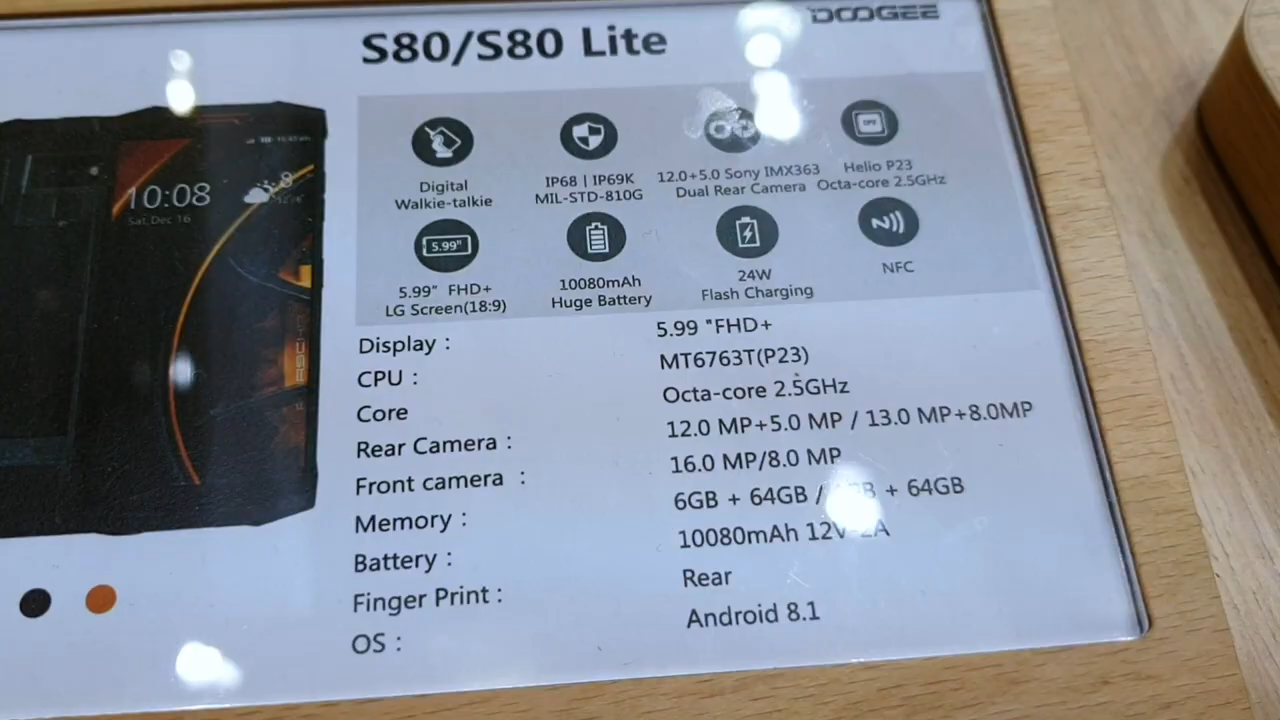 DOOGEE
S80/S80 Lite
Digital
Walkie-talkie
IP68 | IP69K
MIL-STD-810G
12.0+5.0 Sony IMX363
Dual Rear Camera
Helio P23
Octa-core 2.5GHz
5.99"
5.99" FHD+
LG Screen(18:9)
10080mAh
Huge Battery
24W
Flash Charging
NFC
10:08
Sat, Dec 16
Display : 5.99 "FHD+
CPU : MT6763T(P23)
Core Octa-core 2.5GHz
Rear Camera : 12.0 MP+5.0 MP / 13.0 MP+8.0MP
Front camera : 16.0 MP/8.0 MP
Memory : 6GB + 64GB / + 64GB
Battery : 10080mAh 12V
Finger Print : Rear
OS : Android 8.1